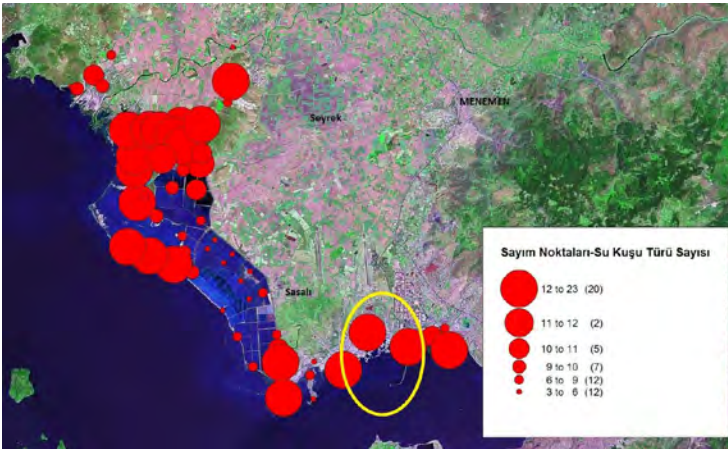 MENEMEN
Seyrek
Sasalı
Sayım Noktaları-Su Kuşu Türü Sayısı
12 to 23 (20)
11 to 12 (2)
10 to 11 (5)
9 to 10 (7)
6 to 9 (12)
3 to 6 (12)